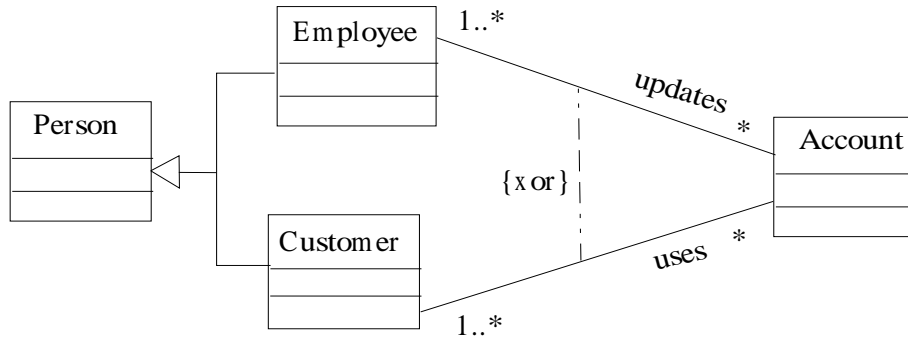 Employee
1..*
updates
*
Person
Account
{xor}
Customer
uses
*
1..*